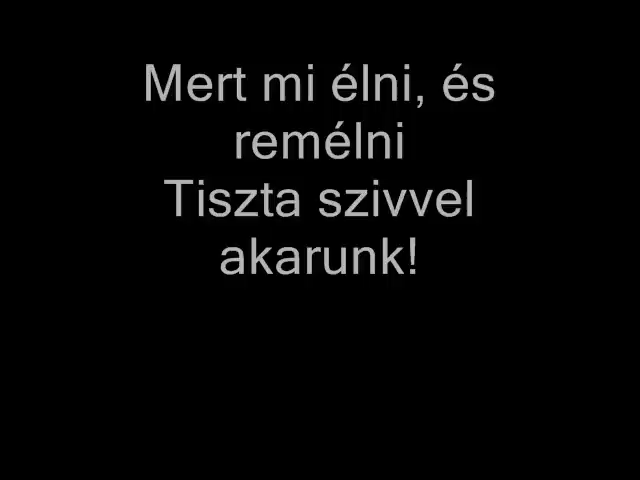 Mert mi élni, és
remélni
Tiszta szivvel
akarunk!